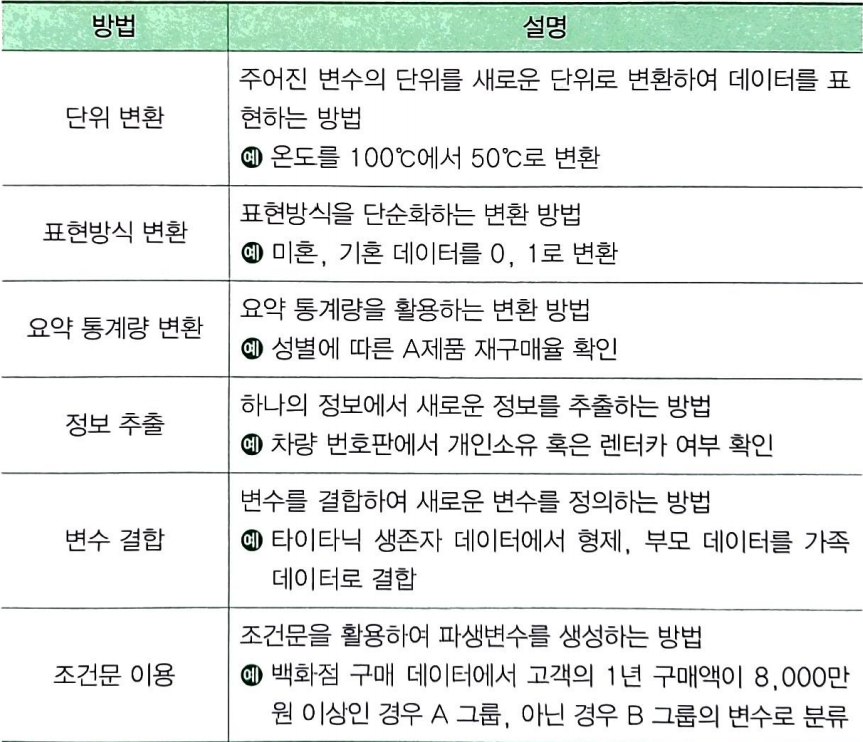 방법
설명
단위 변환
주어진 변수의 단위를 새로운 단위로 변환하여 데이터를 표
현하는 방법
예 온도를 100℃에서 50℃로 변환
표현방식 변환
표현방식을 단순화하는 변환 방법
예 미혼, 기혼 데이터를 0, 1로 변환
요약 통계량 변환
요약 통계량을 활용하는 변환 방법
예 성별에 따른 A제품 재구매율 확인
정보 추출
하나의 정보에서 새로운 정보를 추출하는 방법
예 차량 번호판에서 개인소유 혹은 렌터카 여부 확인
변수 결합
변수를 결합하여 새로운 변수를 정의하는 방법
예 타이타닉 생존자 데이터에서 형제, 부모 데이터를 가족
데이터로 결합
조건문 이용
조건문을 활용하여 파생변수를 생성하는 방법
예 백화점 구매 데이터에서 고객의 1년 구매액이 8,000만
원 이상인 경우 A 그룹, 아닌 경우 B 그룹의 변수로 분류